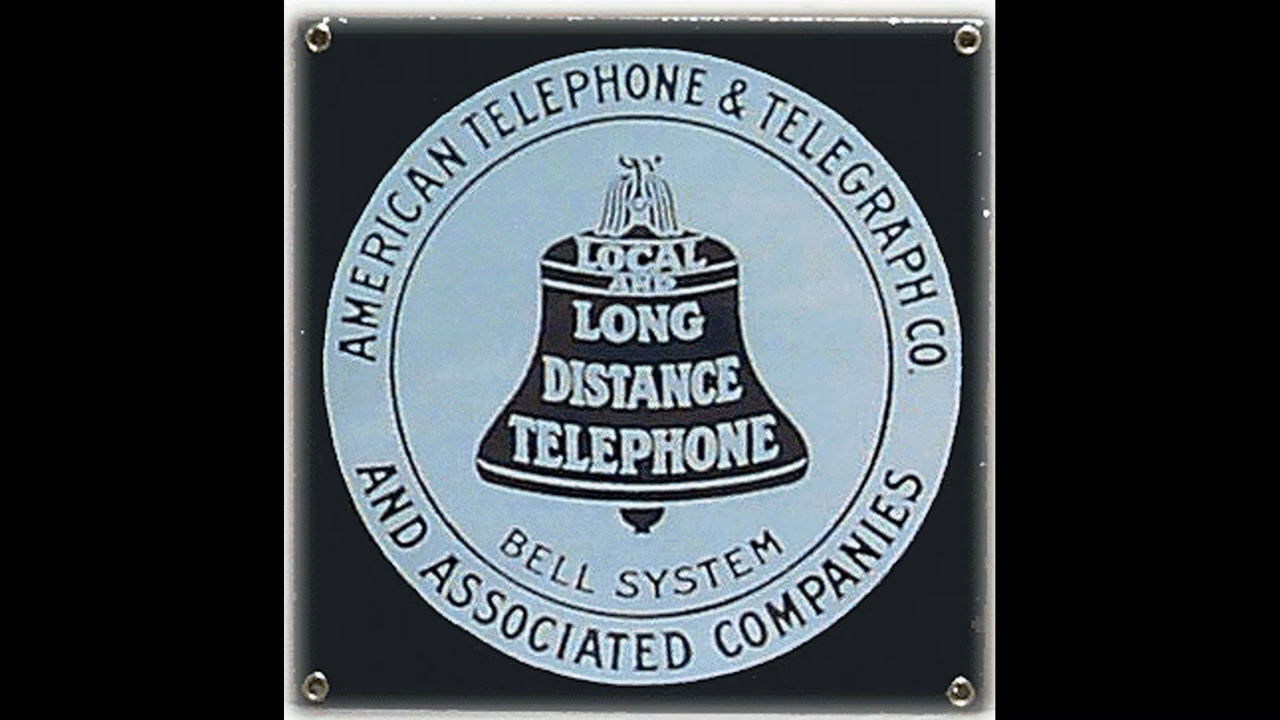 AMERICAN TELEPHONE & TELEGRAPH CO.
LOCAL
AND
LONG
DISTANCE
TELEPHONE
BELL SYSTEM
AND ASSOCIATED COMPANIES